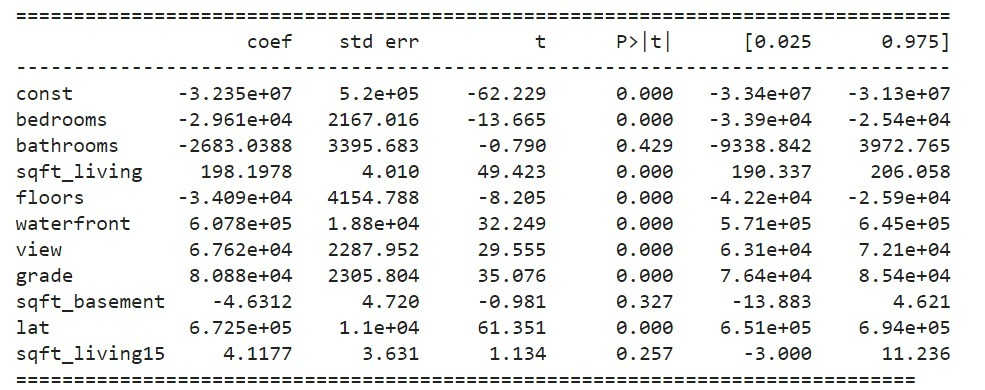 coef std err t P>|t| [0.025 0.975]
const -3.235e+07 5.2e+05 -62.229 0.000 -3.34e+07 -3.13e+07
bedrooms -2.961e+04 2167.016 -13.665 0.000 -3.39e+04 -2.54e+04
bathrooms -2683.0388 3395.683 -0.790 0.429 -9338.842 3972.765
sqft_living 198.1978 4.010 49.423 0.000 190.337 206.058
floors -3.409e+04 4154.788 -8.205 0.000 -4.22e+04 -2.59e+04
waterfront 6.078e+05 1.88e+04 32.249 0.000 5.71e+05 6.45e+05
view 6.762e+04 2287.952 29.555 0.000 6.31e+04 7.21e+04
grade 8.088e+04 2305.804 35.076 0.000 7.64e+04 8.54e+04
sqft_basement -4.6312 4.720 -0.981 0.327 -13.883 4.621
lat 6.725e+05 1.1e+04 61.351 0.000 6.51e+05 6.94e+05
sqft_living15 4.1177 3.631 1.134 0.257 -3.000 11.236